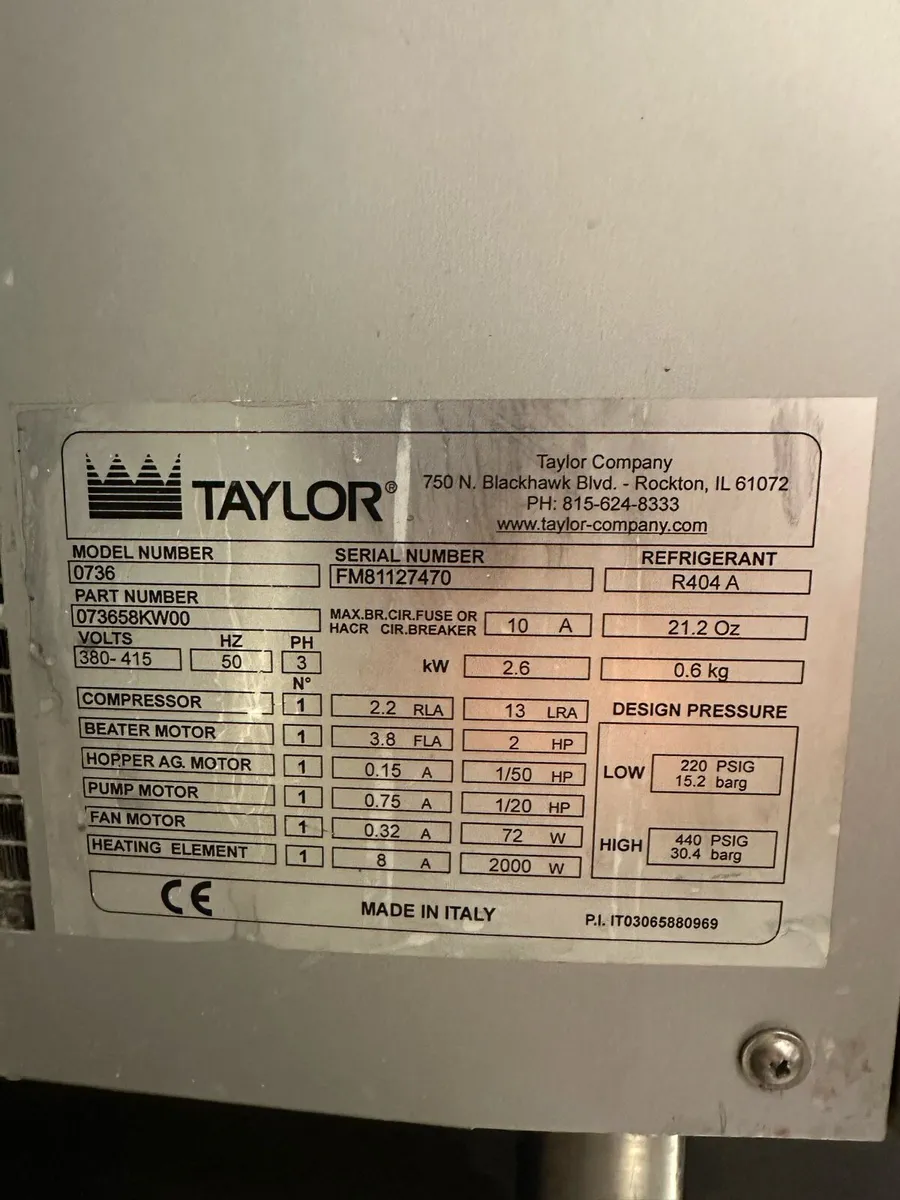 TAYLOR®
Taylor Company
750 N. Blackhawk Blvd. - Rockton, IL 61072
PH: 815-624-8333
www.taylor-company.com
MODEL NUMBER
0736
SERIAL NUMBER
FM81127470
REFRIGERANT
R404 A
PART NUMBER
073658KW00
MAX.BR.CIR.FUSE OR
HACR CIR.BREAKER
10 A
21.2 Oz
VOLTS HZ PH
380-415 50 3
kW 2.6
0.6 kg
N°
COMPRESSOR 1 2.2 RLA 13 LRA
BEATER MOTOR 1 3.8 FLA 2 HP
HOPPER AG. MOTOR 1 0.15 A 1/50 HP
PUMP MOTOR 1 0.75 A 1/20 HP
FAN MOTOR 1 0.32 A 72 W
HEATING ELEMENT 1 8 A 2000 W
DESIGN PRESSURE
LOW 220 PSIG
15.2 barg
HIGH 440 PSIG
30.4 barg
CE
MADE IN ITALY
P.I. IT03065880969